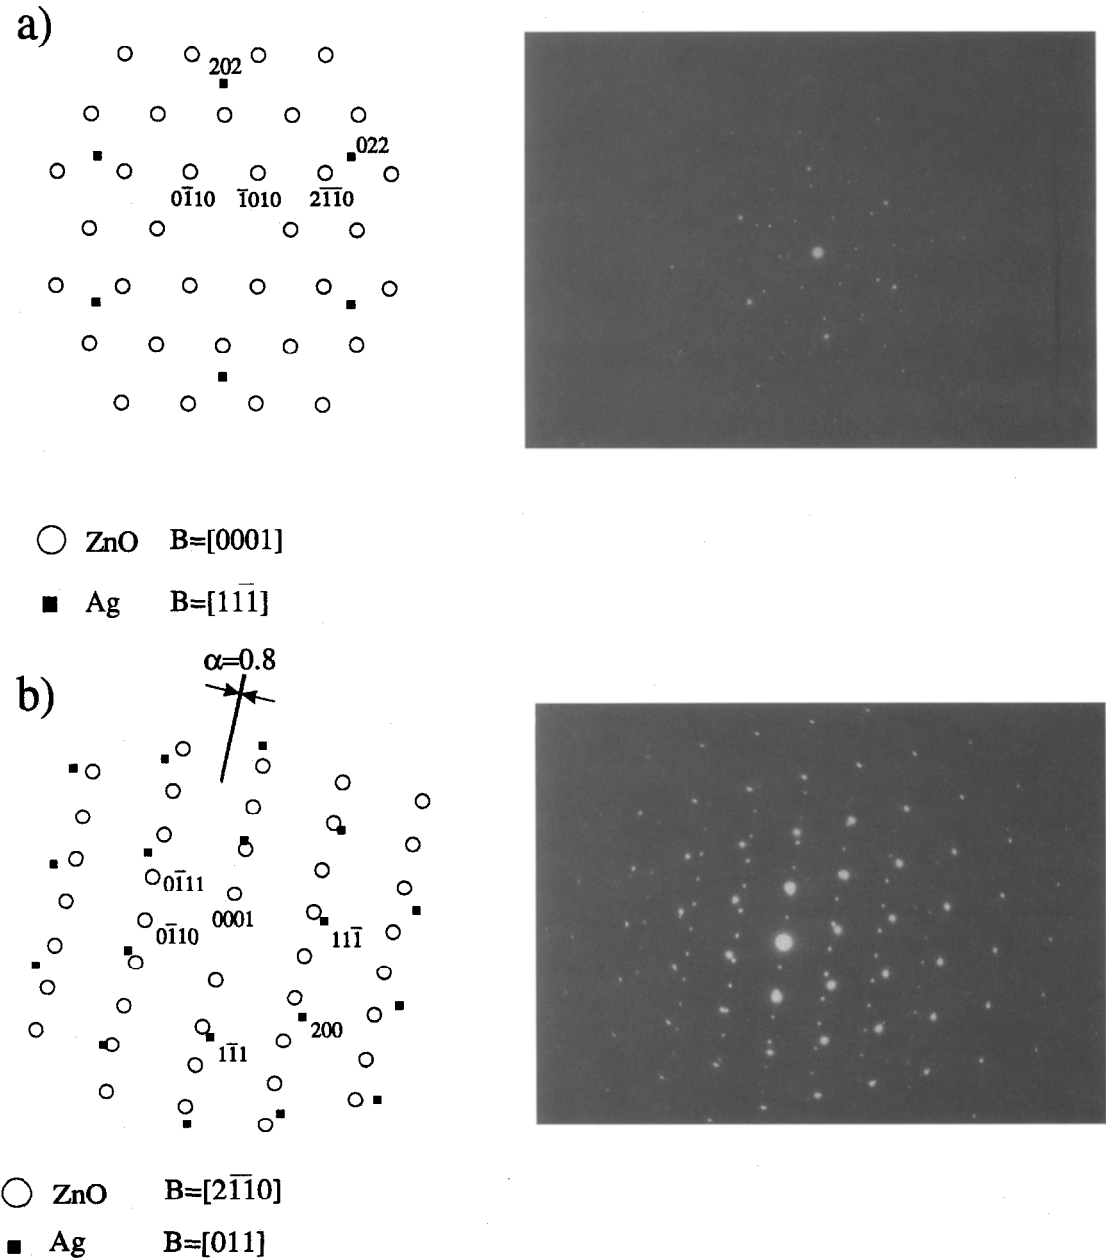 a)
202
022
01̅10 1̅010 21̅1̅0
ZnO B=[0001]
Ag B=[111̅]
α=0.8
b)
01̅11
0001
01̅10
111̅
200
11̅1
ZnO B=[21̅1̅0]
Ag B=[011]